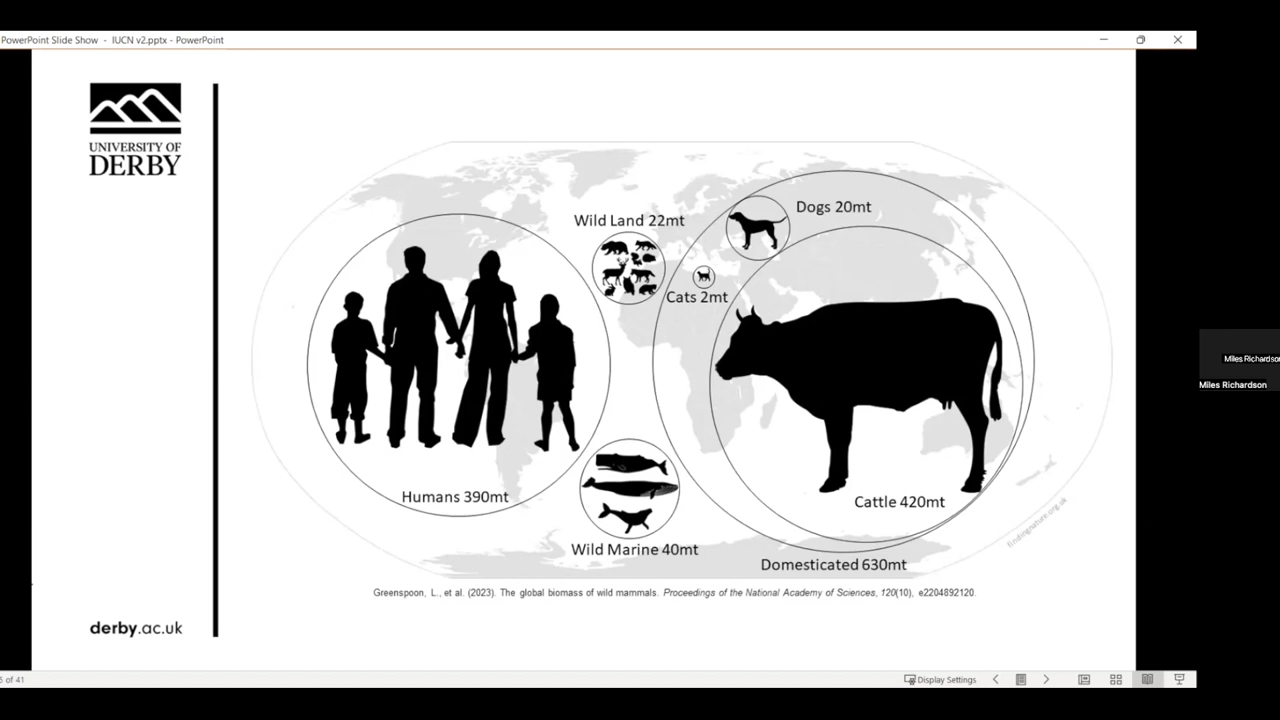 PowerPoint Slide Show - IUCN v2.pptx - PowerPoint
UNIVERSITY OF
DERBY
Dogs 20mt
Wild Land 22mt
Cats 2mt
Humans 390mt
Cattle 420mt
Wild Marine 40mt
Domesticated 630mt
findingnature.org.uk
Greenspoon, L., et al. (2023). The global biomass of wild mammals. Proceedings of the National Academy of Sciences, 120(10), e2204892120.
derby.ac.uk
Miles Richardson
Miles Richardson
of 41
Display Settings